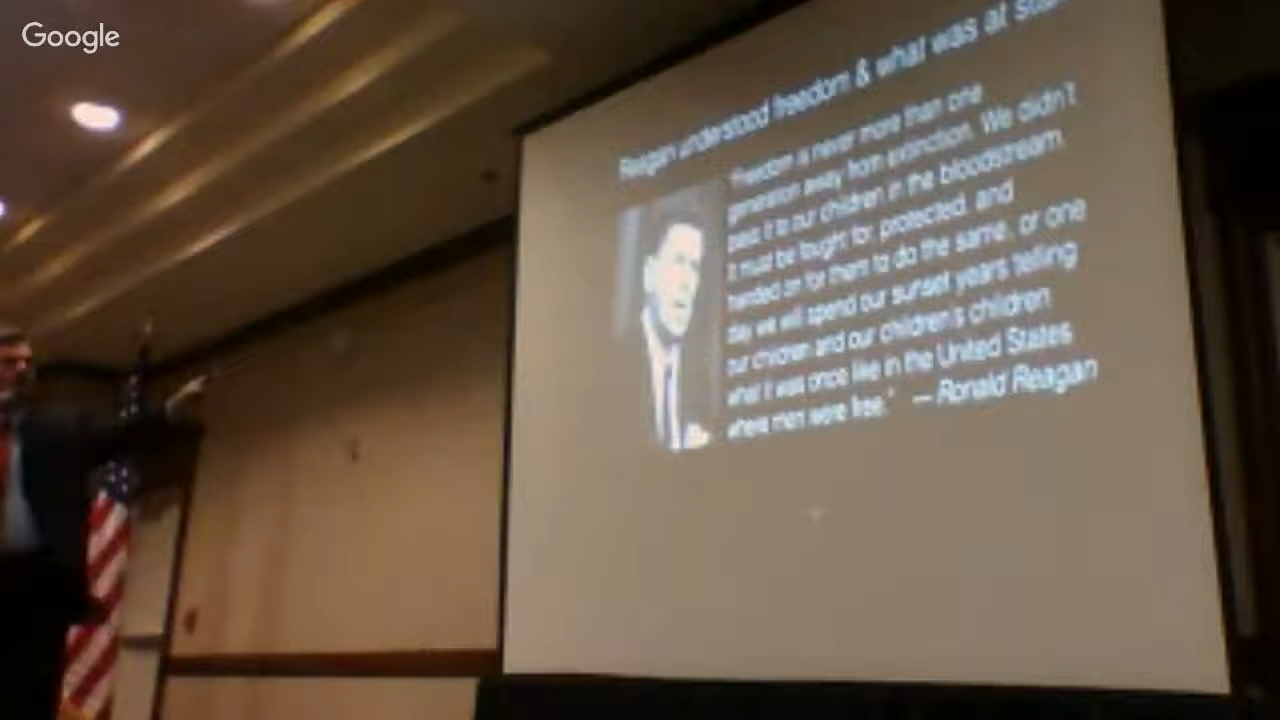 Google
Reagan understood freedom & what was at
"Freedom is never more than one
generation away from extinction. We didn't
pass it to our children in the bloodstream.
It must be fought for, protected, and
handed on for them to do the same, or one
day we will spend our sunset years telling
our children and our children's children
what it was once like in the United States
where men were free." — Ronald Reagan